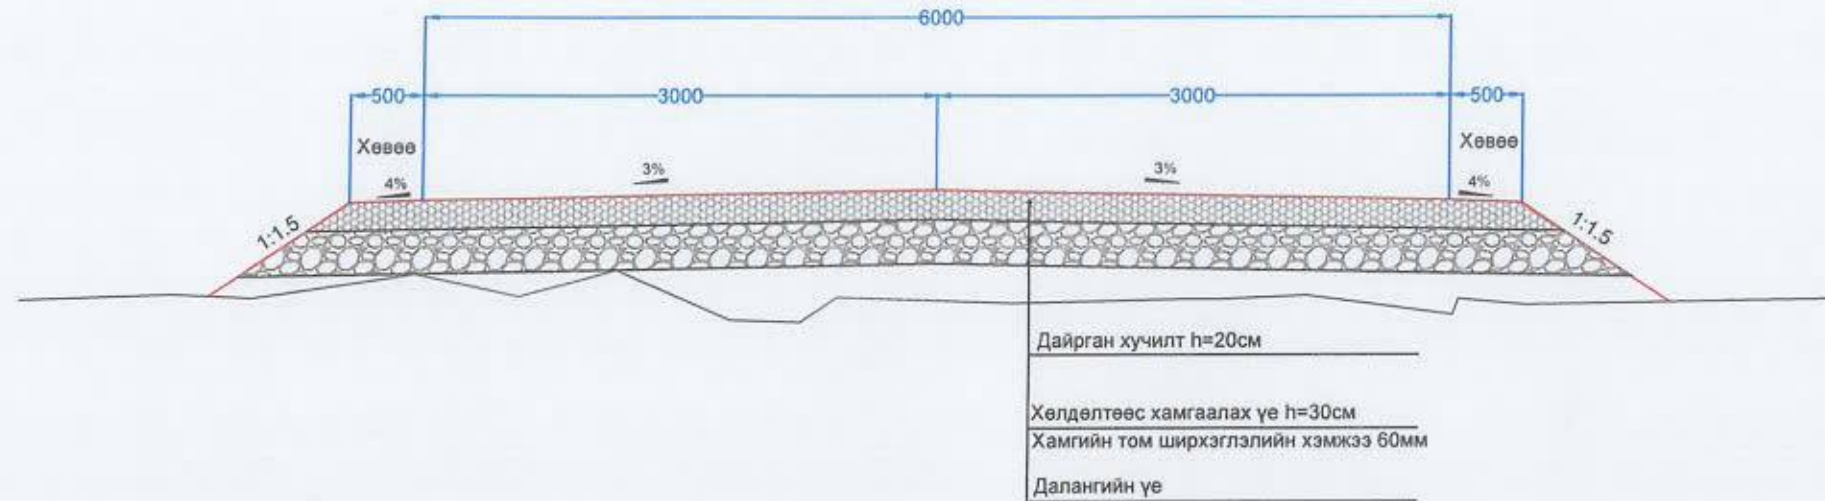 6000
500 3000 3000 500
Хөвөө Хөвөө
4% 3% 3% 4%
1:1.5 1:1.5
Дайрган хучилт h=20см
Хөлдөлтөөс хамгаалах үе h=30см
Хамгийн том ширхэглэлийн хэмжээ 60мм
Далангийн үе